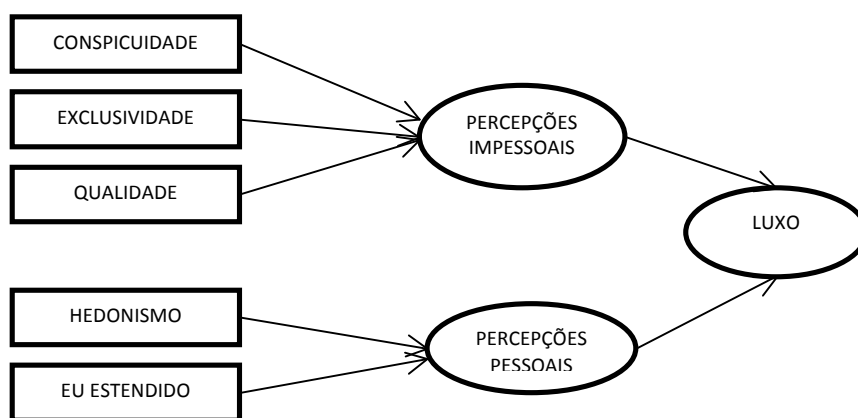 CONSPICUIDADE
EXCLUSIVIDADE
QUALIDADE
PERCEPÇÕES
IMPESSOAIS
LUXO
HEDONISMO
EU ESTENDIDO
PERCEPÇÕES
PESSOAIS